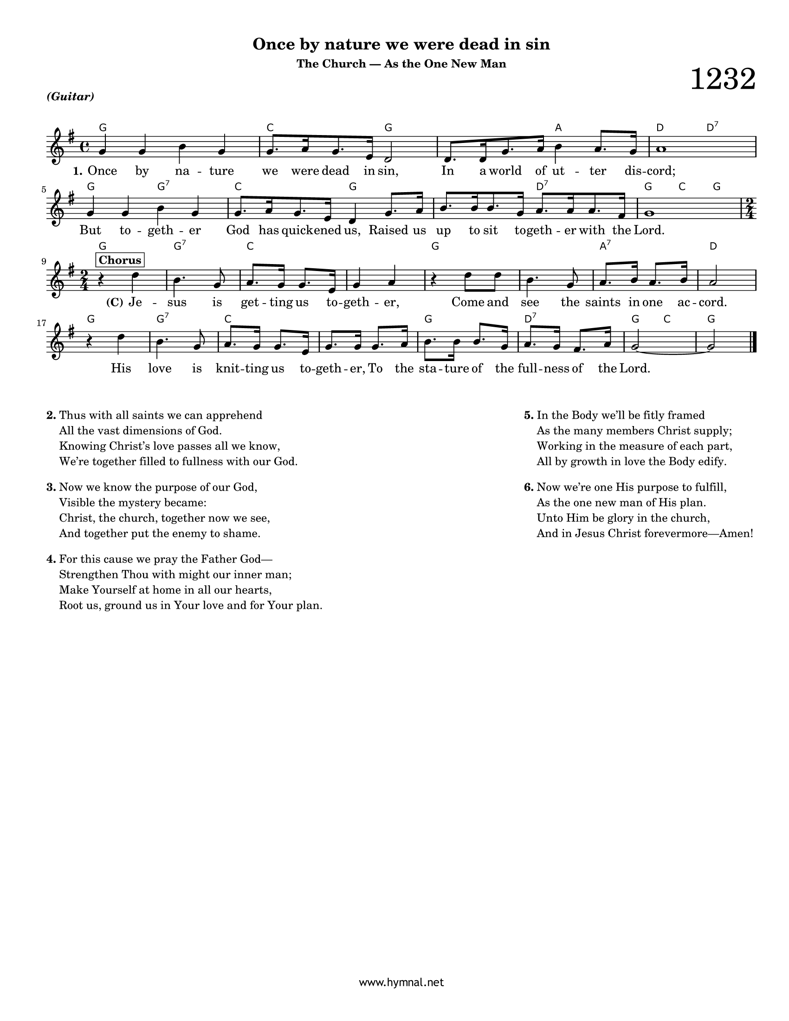 Once by nature we were dead in sin
The Church — As the One New Man
1232
(Guitar)
G C G A D D7
1. Once by na - ture we were dead in sin, In a world of ut - ter dis-cord;
5 G G7 C G D7 G C G
But to - geth - er God has quickened us, Raised us up to sit togeth - er with the Lord.
9 G G7 C G A7 D
Chorus
(C) Je - sus is get - ting us to-geth - er, Come and see the saints in one ac - cord.
17 G G7 C G D7 G C G
His love is knit-ting us to-geth-er, To the sta - ture of the full-ness of the Lord.
2. Thus with all saints we can apprehend
All the vast dimensions of God.
Knowing Christ's love passes all we know,
We're together filled to fullness with our God.
3. Now we know the purpose of our God,
Visible the mystery became:
Christ, the church, together now we see,
And together put the enemy to shame.
4. For this cause we pray the Father God—
Strengthen Thou with might our inner man;
Make Yourself at home in all our hearts,
Root us, ground us in Your love and for Your plan.
5. In the Body we'll be fitly framed
As the many members Christ supply;
Working in the measure of each part,
All by growth in love the Body edify.
6. Now we're one His purpose to fulfill,
As the one new man of His plan.
Unto Him be glory in the church,
And in Jesus Christ forevermore—Amen!
www.hymnal.net